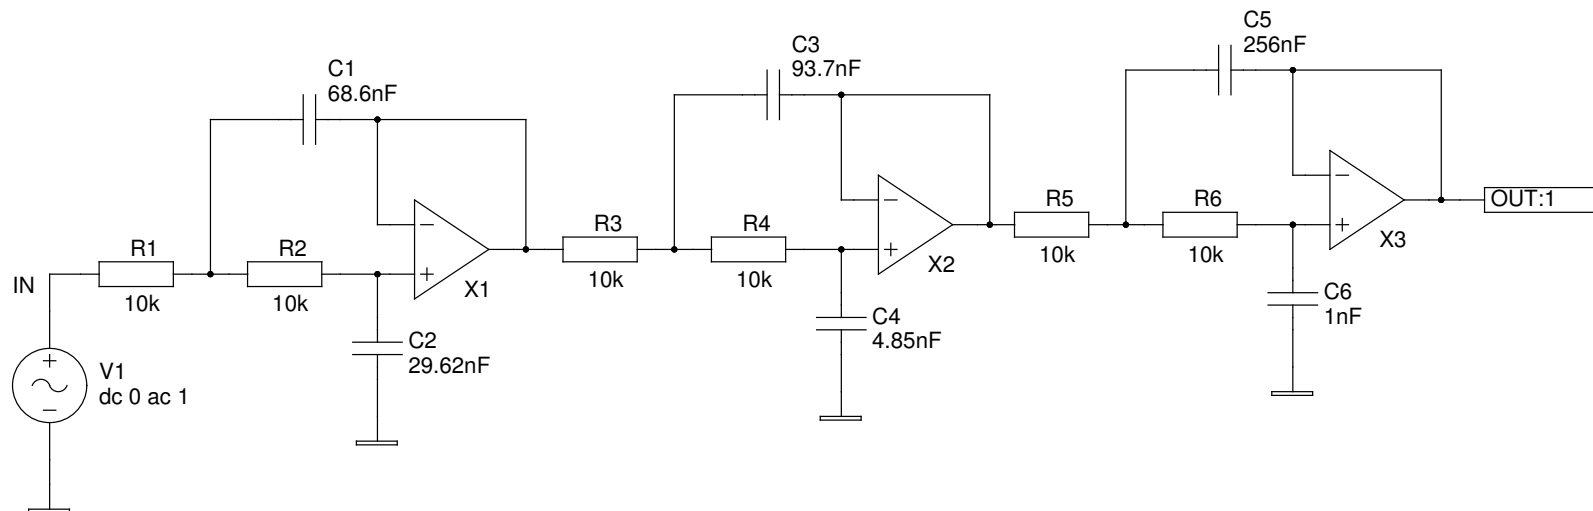 C5
256nF
C3
93.7nF
C1
68.6nF
−
+
X3
OUT:1
R5
10k
R6
10k
−
+
X2
R3
10k
R4
10k
−
+
X1
R1
10k
R2
10k
IN
C6
1nF
C4
4.85nF
C2
29.62nF
+
−
V1
dc 0 ac 1